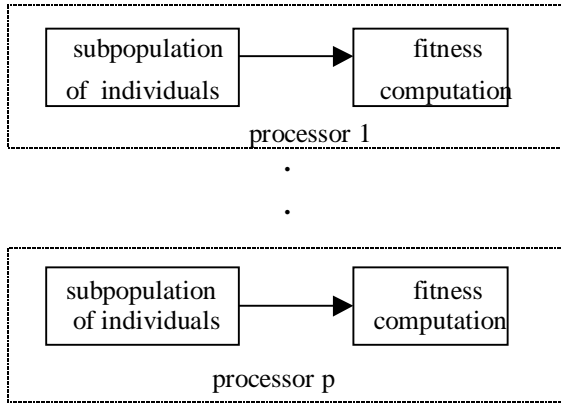 subpopulation
of individuals
fitness
computation
processor 1
.
.
subpopulation
of individuals
fitness
computation
processor p